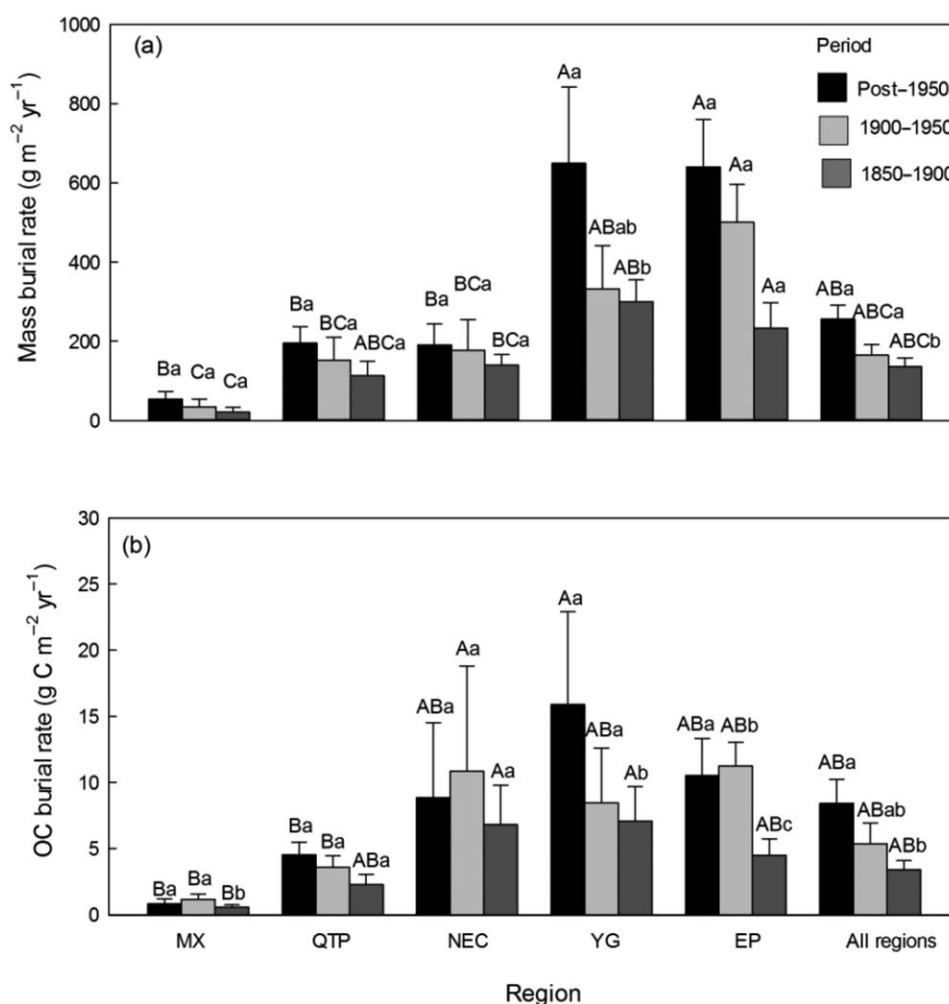 (a)
Period
Post–1950
1900–1950
1850–1900
Mass burial rate (g m⁻² yr⁻¹)
1000
800
600
400
200
0
Ba Ca Ca
Ba BCa ABCa
Ba BCa BCa
Aa ABab ABb
Aa Aa Aa
ABa ABCa ABCb
(b)
OC burial rate (g C m⁻² yr⁻¹)
30
25
20
15
10
5
0
Ba Ba Bb
Ba Ba ABa
ABa Aa Aa
Aa ABa Ab
ABa ABb ABc
ABa ABab ABb
MX QTP NEC YG EP All regions
Region